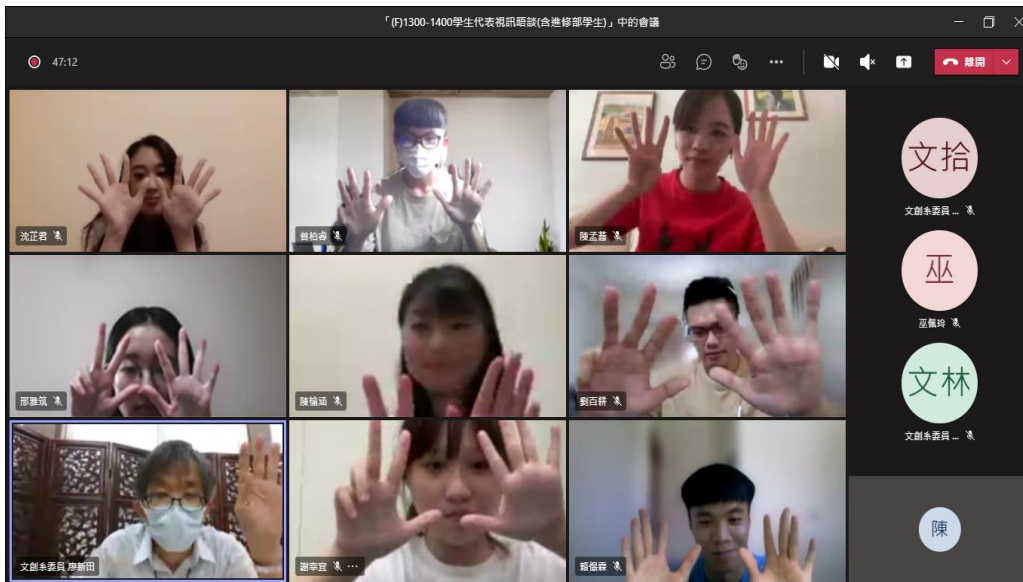 「(F)1300-1400學生代表視訊晤談(含進修部學生)」中的會議
47:12
離開
沈芷君
曾柏睿
陳孟蓉
文拾
文創系委員 ...
巫
巫佩玲
邢雅筑
陳榆函
劉百耕
文林
文創系委員 ...
文創系委員 廖新田
謝幸宜 ...
陳